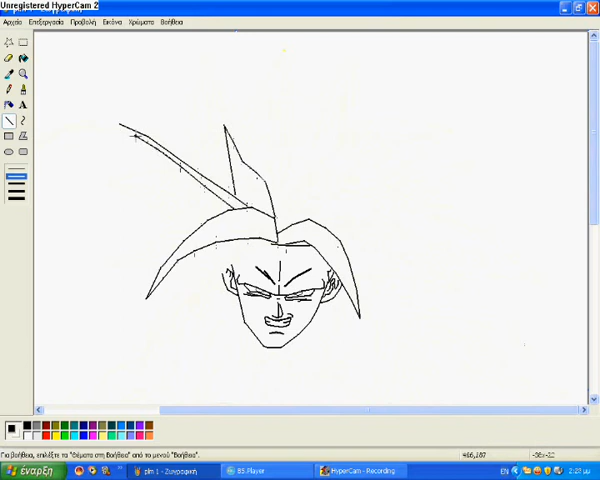 Unregistered HyperCam 2
Αρχείο Επεξεργασία Προβολή Εικόνα Χρώματα Βοήθεια
Για βοήθεια, επιλέξτε τα "Θέματα στη Βοήθεια" από το μενού "Βοήθεια".
466,187
έναρξη
plm 1 - Ζωγραφική
BS.Player
HyperCam - Recording
EN
2:23 μμ